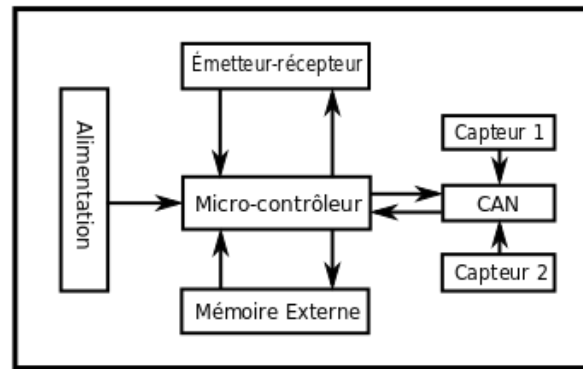 Émetteur-récepteur
Alimentation
Capteur 1
Micro-contrôleur
CAN
Capteur 2
Mémoire Externe